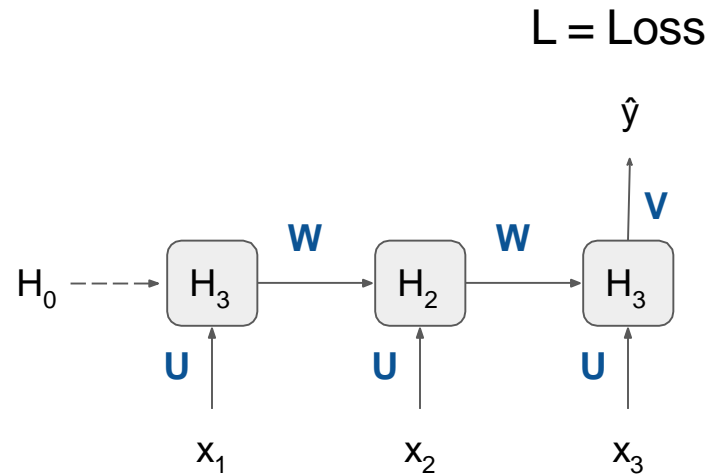 L = Loss
ŷ
V
W W
H₀ H₃ H₂ H₃
U U U
x₁ x₂ x₃